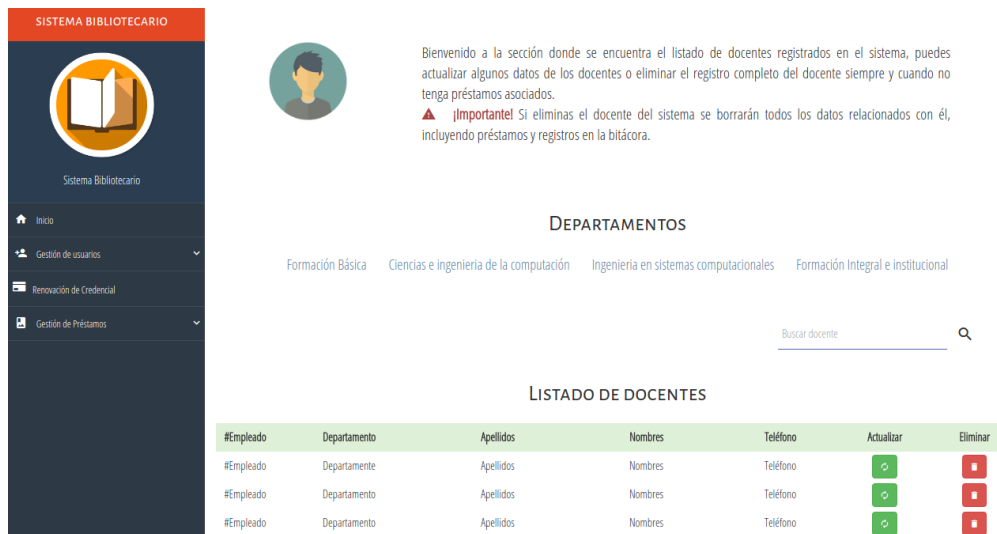 SISTEMA BIBLIOTECARIO
Sistema Bibliotecario
Inicio
Gestión de usuarios
Renovación de Credencial
Gestión de Préstamos
Bienvenido a la sección donde se encuentra el listado de docentes registrados en el sistema, puedes
actualizar algunos datos de los docentes o eliminar el registro completo del docente siempre y cuando no
tenga préstamos asociados.
¡Importante! Si eliminas el docente del sistema se borrarán todos los datos relacionados con él,
incluyendo préstamos y registros en la bitácora.
DEPARTAMENTOS
Formación Básica Ciencias e ingenieria de la computación Ingenieria en sistemas computacionales Formación Integral e institucional
Buscar docente
LISTADO DE DOCENTES
#Empleado Departamento Apellidos Nombres Teléfono Actualizar Eliminar
#Empleado Departamente Apellidos Nombres Teléfono
#Empleado Departamento Apellidos Nombres Teléfono
#Empleado Departamento Apellidos Nombres Teléfono